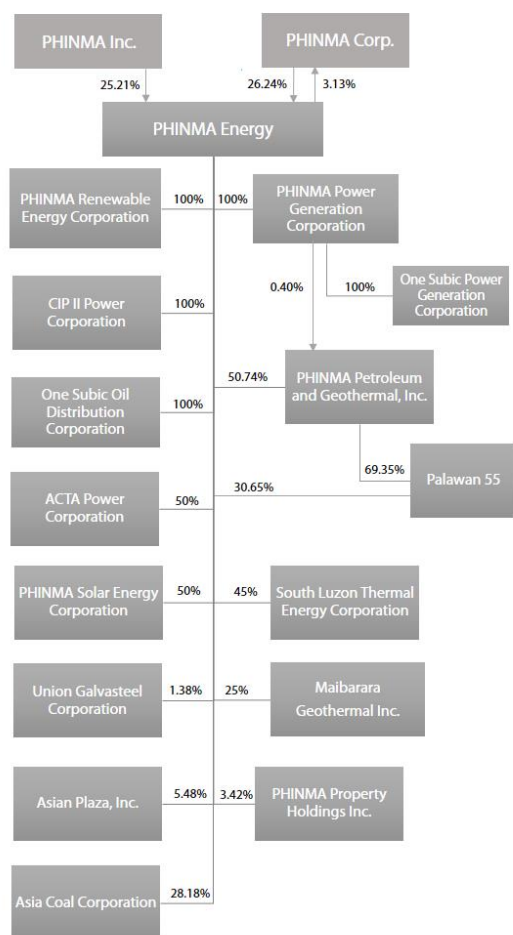 PHINMA Inc.
PHINMA Corp.
25.21%
26.24%
3.13%
PHINMA Energy
PHINMA Renewable
Energy Corporation
100%
100%
PHINMA Power
Generation
Corporation
CIP II Power
Corporation
100%
0.40%
100%
One Subic Power
Generation
Corporation
One Subic Oil
Distribution
Corporation
100%
50.74%
PHINMA Petroleum
and Geothermal, Inc.
69.35%
Palawan 55
30.65%
ACTA Power
Corporation
50%
PHINMA Solar Energy
Corporation
50%
45%
South Luzon Thermal
Energy Corporation
Union Galvasteel
Corporation
1.38%
25%
Maibarara
Geothermal Inc.
Asian Plaza, Inc.
5.48%
3.42%
PHINMA Property
Holdings Inc.
Asia Coal Corporation
28.18%